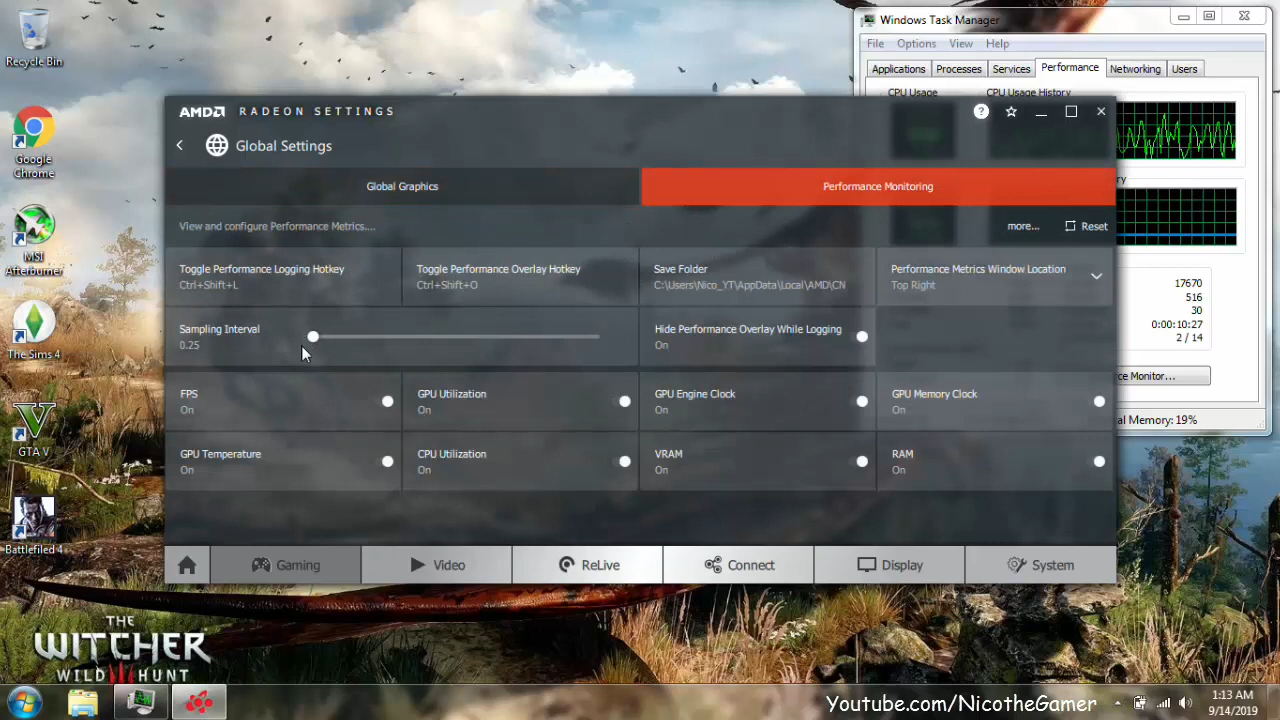 Recycle Bin
Google
Chrome
MSI
Afterburner
The Sims 4
GTA V
Battlefiled 4
Windows Task Manager
File Options View Help
Applications Processes Services Performance Networking Users
CPU Usage CPU Usage History
17670
516
30
0:00:10:27
2 / 14
ce Monitor...
al Memory: 19%
AMD RADEON SETTINGS
Global Settings
Global Graphics
Performance Monitoring
View and configure Performance Metrics....
more...
Reset
Toggle Performance Logging Hotkey
Ctrl+Shift+L
Toggle Performance Overlay Hotkey
Ctrl+Shift+O
Save Folder
C:\Users\Nico_YT\AppData\Local\AMD\CN
Performance Metrics Window Location
Top Right
Sampling Interval
0.25
Hide Performance Overlay While Logging
On
FPS
On
GPU Utilization
On
GPU Engine Clock
On
GPU Memory Clock
On
GPU Temperature
On
CPU Utilization
On
VRAM
On
RAM
On
Gaming
Video
ReLive
Connect
Display
System
THE
WITCHER
WILD HUNT
Youtube.com/NicotheGamer
1:13 AM
9/14/2019